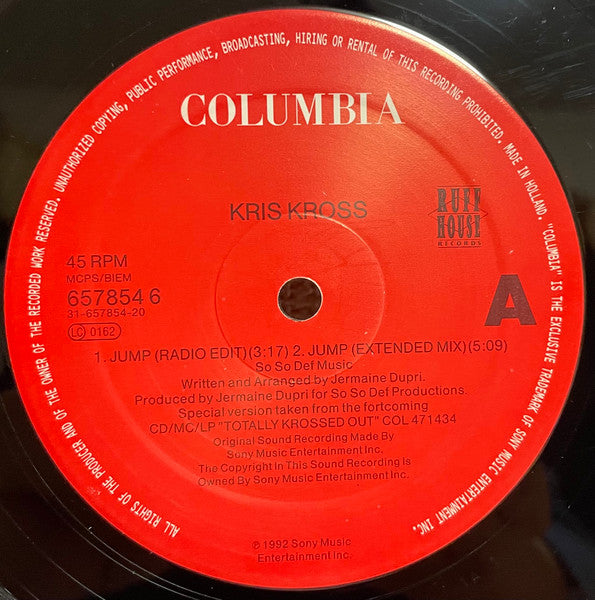 ALL RIGHTS OF THE PRODUCER AND OF THE OWNER OF THE RECORDED WORK RESERVED. UNAUTHORIZED COPYING, PUBLIC PERFORMANCE, BROADCASTING, HIRING OR RENTAL OF THIS RECORDING PROHIBITED. MADE IN HOLLAND. "COLUMBIA" IS THE EXCLUSIVE TRADEMARK OF SONY MUSIC ENTERTAINMENT INC.
COLUMBIA
KRIS KROSS
RUFF
HOUSE
RECORDS
45 RPM
MCPS/BIEM
657854 6
31-657854-20
LC 0162
A
1. JUMP (RADIO EDIT) (3:17) 2. JUMP (EXTENDED MIX) (5:09)
So So Def Music
Written and Arranged by Jermaine Dupri.
Produced by Jermaine Dupri for So So Def Productions.
Special version taken from the fortcoming
CD/MC/LP "TOTALLY KROSSED OUT" COL 471434
Original Sound Recording Made By
Sony Music Entertainment Inc.
The Copyright In This Sound Recording is
Owned By Sony Music Entertainment Inc.
℗ 1992 Sony Music
Entertainment Inc.